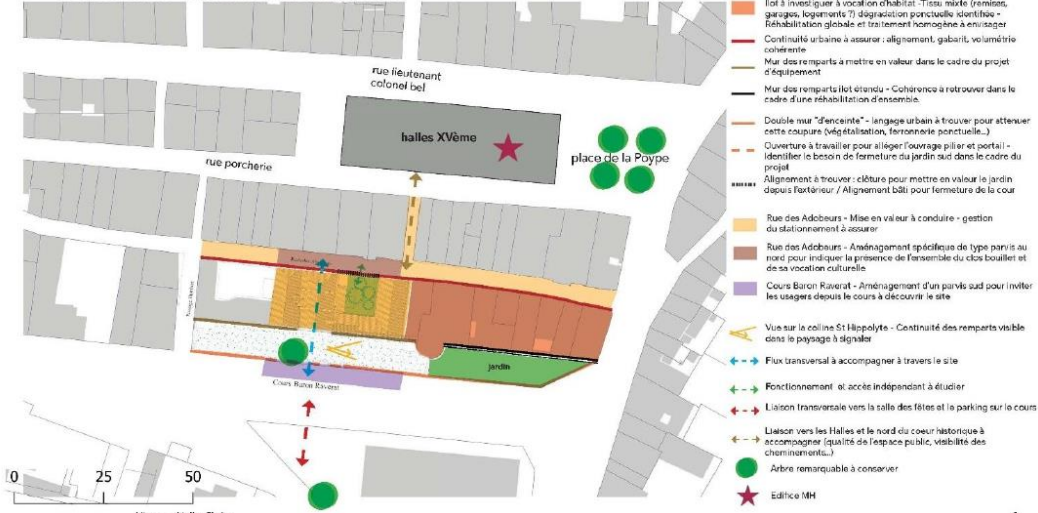 rue lieutenant
colonel bel
halles XVème
place de la Poype
rue porcherie
jardin
Cours Baron Raverat
0 25 50
Ilot à investiguer à vocation d'habitat -Tissu mixte (remises,
garages, logements ?) dégradation ponctuelle identifiée -
Réhabilitation globale et traitement homogène à envisager
Continuité urbaine à assurer : alignement, gabarit, volumétrie
cohérente
Mur des remparts à mettre en valeur dans le cadre du projet
d'équipement
Mur des remparts îlot étendu - Cohérence à retrouver dans le
cadre d'une réhabilitation d'ensemble.
Double mur "d'enceinte" - langage urbain à trouver pour attenuer
cette coupure (végétalisation, ferronnerie ponctuelle...)
Ouverture à travailler pour alléger l'ouvrage pilier et portail -
Identifier le besoin de fermeture du jardin sud dans le cadre du
projet
Alignement à trouver : clôture pour mettre en valeur le jardin
depuis l'extérieur / Alignement bâti pour fermeture de la cour
Rue des Adobeurs - Mise en valeur à conduire - gestion
du stationnement à assurer
Rue des Adobeurs - Aménagement spécifique de type parvis au
nord pour indiquer la présence de l'ensemble du clos bouillet et
de sa vocation culturelle
Cours Baron Raverat - Aménagement d'un parvis sud pour inviter
les usagers depuis le cours à découvrir le site
Vue sur la colline St Hippolyte - Continuité des remparts visible
dans le paysage à signaler
Flux transversal à accompagner à travers le site
Fonctionnement et accès indépendant à étudier
Liaison transversale vers la salle des fêtes et le parking sur le cours
Liaison vers les Halles et le nord du coeur historique à
accompagner (qualité de l'espace public, visibilité des
cheminements...)
Arbre remarquable à conserver
Edifice MH